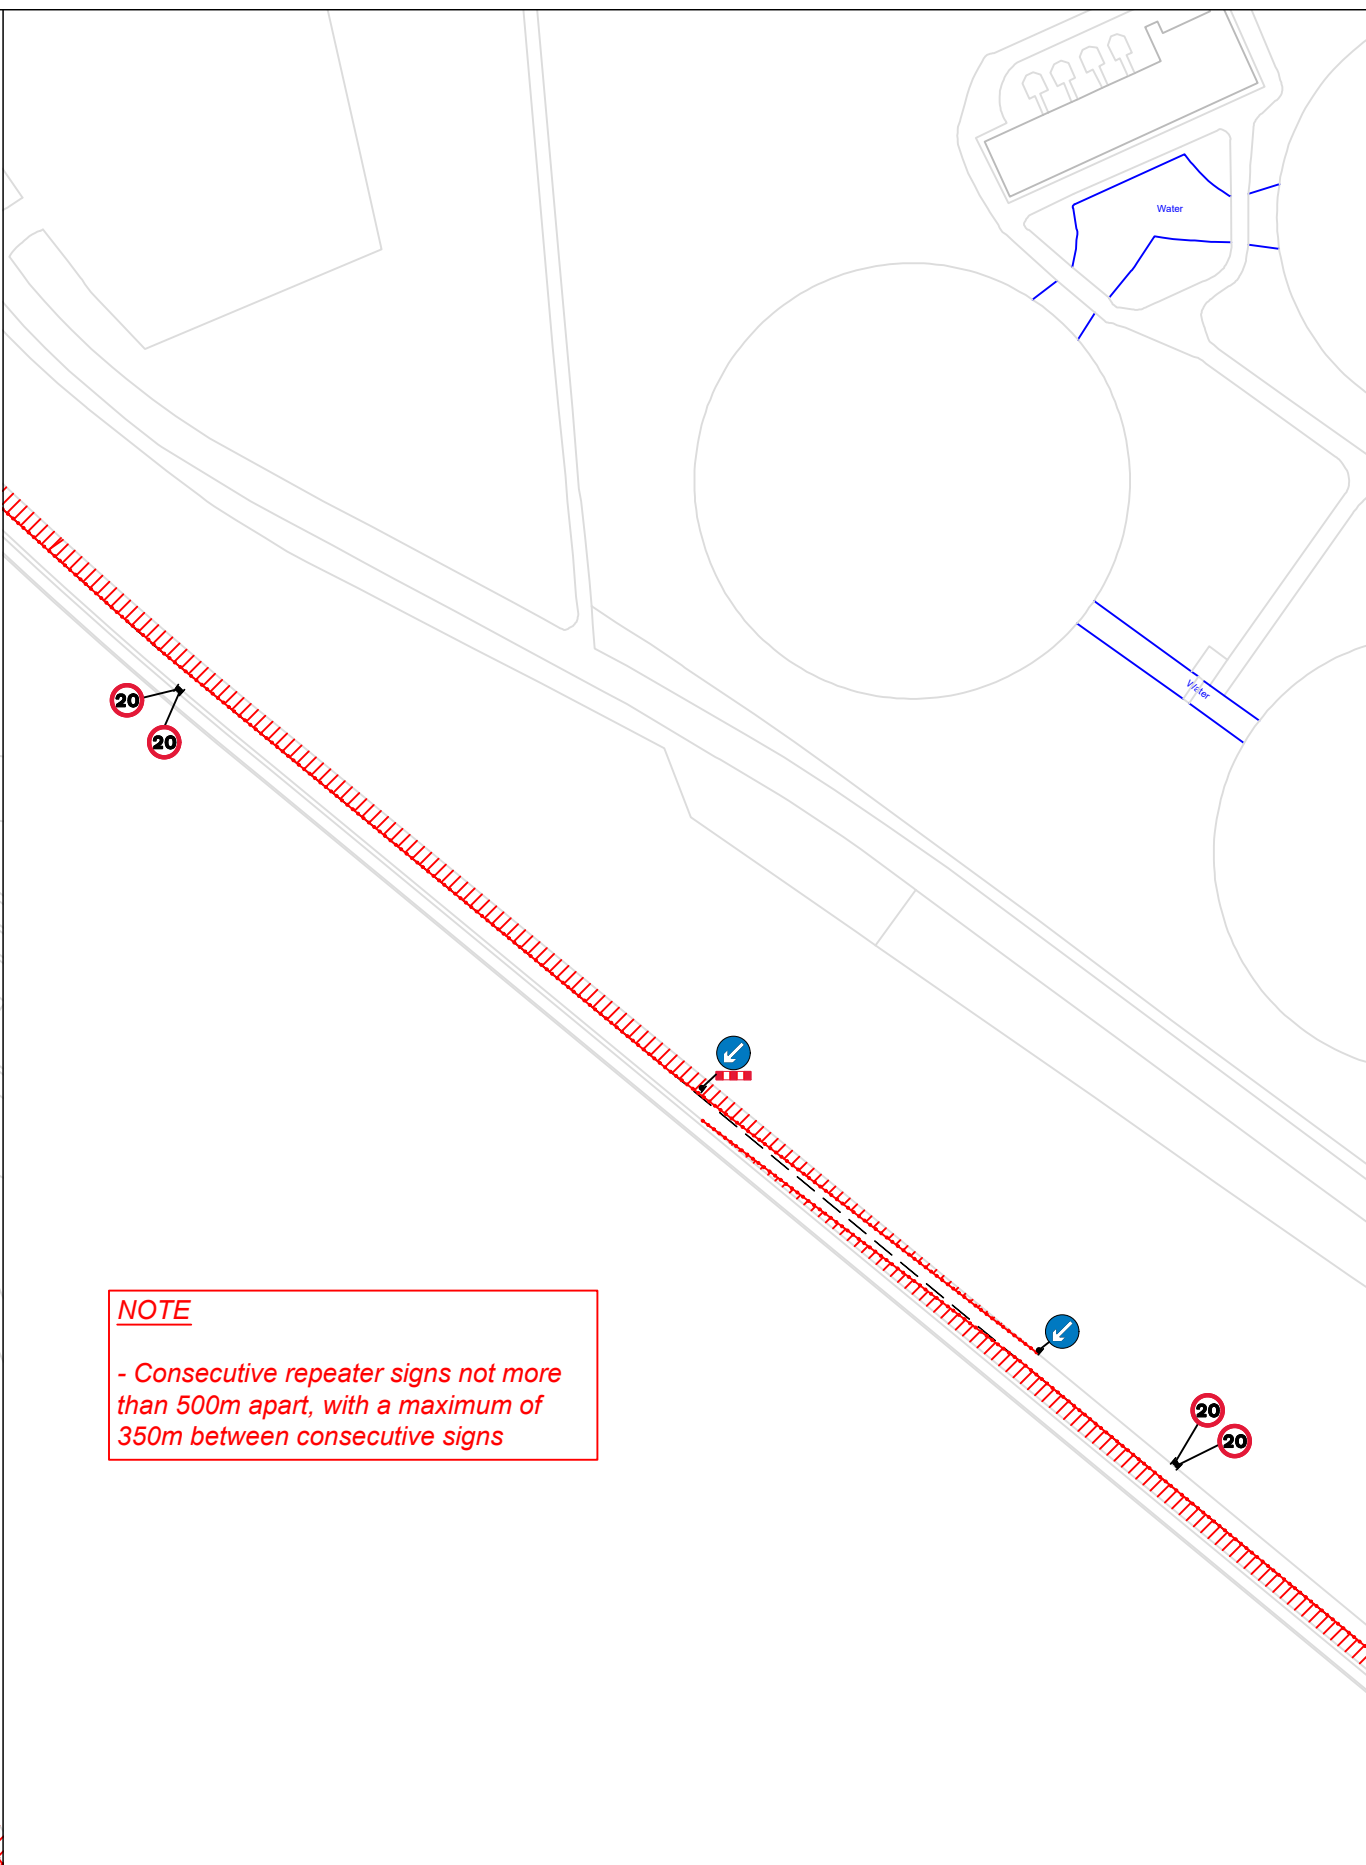 Water
Water
20
20
NOTE
- Consecutive repeater signs not more
than 500m apart, with a maximum of
350m between consecutive signs
20
20